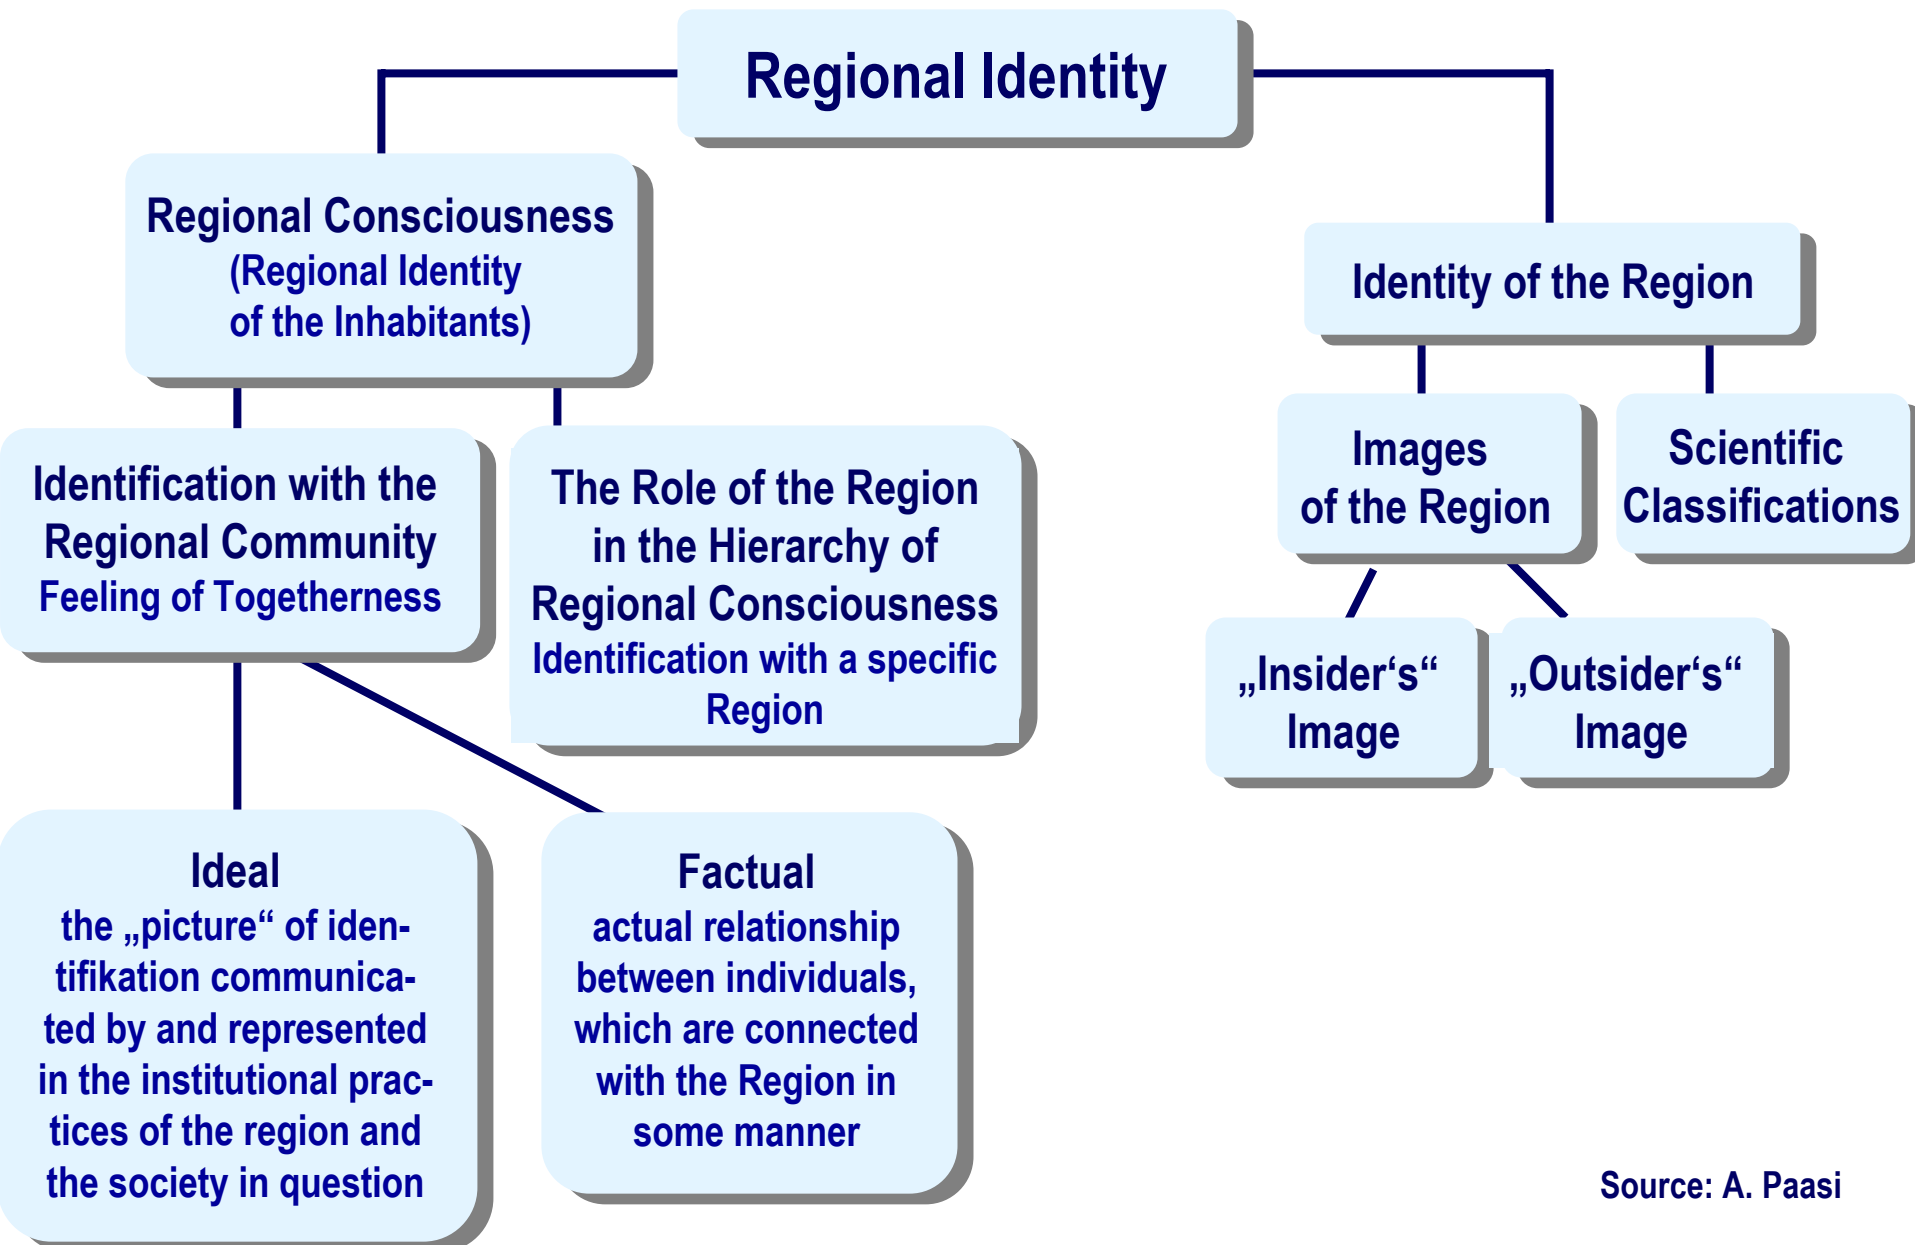 Regional Identity
Regional Consciousness
(Regional Identity
of the Inhabitants)
Identity of the Region
Identification with the
Regional Community
Feeling of Togetherness
The Role of the Region
in the Hierarchy of
Regional Consciousness
Identification with a specific
Region
Images
of the Region
Scientific
Classifications
„Insider‘s“
Image
„Outsider‘s“
Image
Ideal
the „picture“ of iden-
tifikation communica-
ted by and represented
in the institutional prac-
tices of the region and
the society in question
Factual
actual relationship
between individuals,
which are connected
with the Region in
some manner
Source: A. Paasi